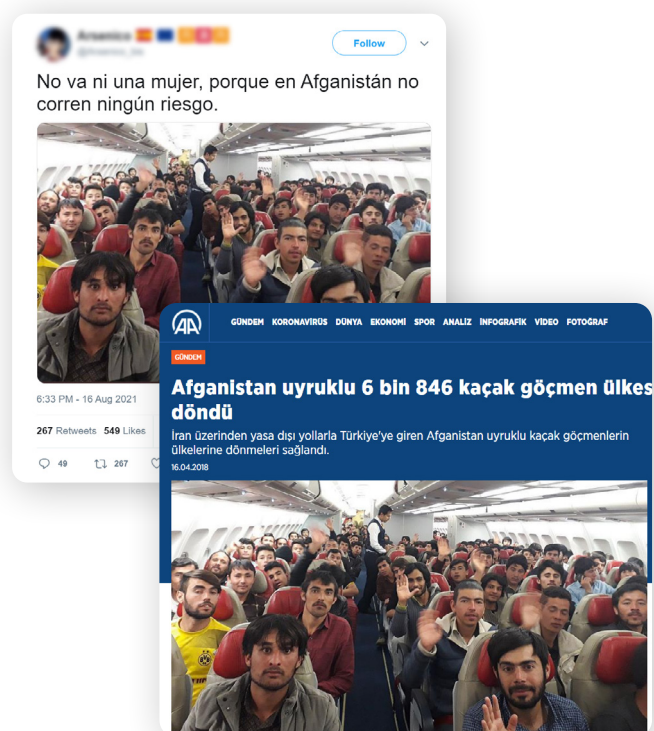 Follow
No va ni una mujer, porque en Afganistán no
corren ningún riesgo.
6:33 PM - 16 Aug 2021
267 Retweets 549 Likes
49 267
AA
GÜNDEM KORONAVİRÜS DÜNYA EKONOMİ SPOR ANALİZ INFOGRAFİK VİDEO FOTOĞRAF
GÜNDEM
Afganistan uyruklu 6 bin 846 kaçak göçmen ülkes
döndü
İran üzerinden yasa dışı yollarla Türkiye'ye giren Afganistan uyruklu kaçak göçmenlerin
ülkelerine dönmeleri sağlandı.
16.04.2018